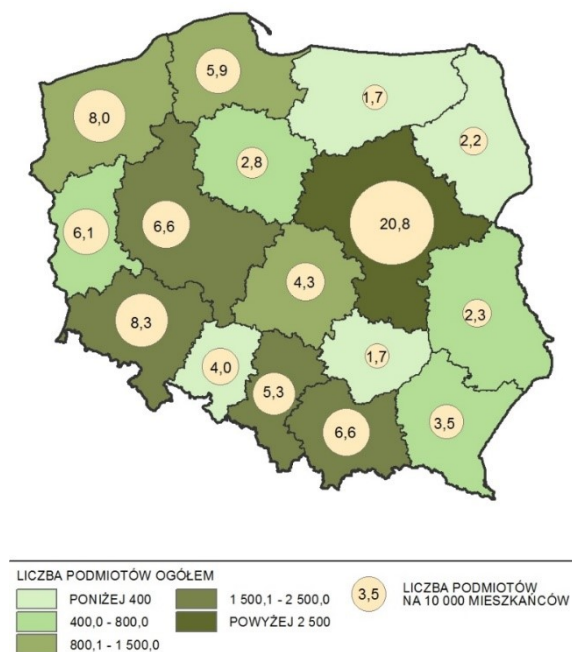 5,9
1,7
8,0
2,2
2,8
20,8
6,6
6,1
4,3
2,3
8,3
1,7
4,0
5,3
3,5
6,6
LICZBA PODMIOTÓW OGÓŁEM
PONIŻEJ 400
400,0 - 800,0
800,1 - 1 500,0
1 500,1 - 2 500,0
POWYŻEJ 2 500
3,5
LICZBA PODMIOTÓW
NA 10 000 MIESZKAŃCÓW